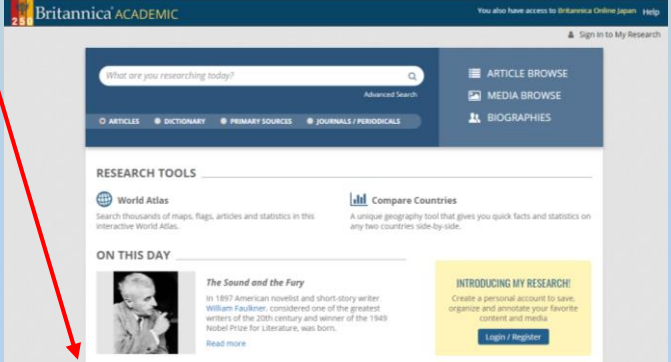 250
Britannica ACADEMIC
You also have access to Britannica Online Japan Help
Sign in to My Research
What are you researching today?
Advanced Search
ARTICLES DICTIONARY PRIMARY SOURCES JOURNALS / PERIODICALS
ARTICLE BROWSE
MEDIA BROWSE
BIOGRAPHIES
RESEARCH TOOLS
World Atlas
Search thousands of maps, flags, articles and statistics in this
interactive World Atlas.
Compare Countries
A unique geography tool that gives you quick facts and statistics on
any two countries side-by-side.
ON THIS DAY
The Sound and the Fury
In 1897 American novelist and short-story writer
William Faulkner, considered one of the greatest
writers of the 20th century and winner of the 1949
Nobel Prize for Literature, was born.
Read more
INTRODUCING MY RESEARCH!
Create a personal account to save,
organize and annotate your favorite
content and media
Login / Register